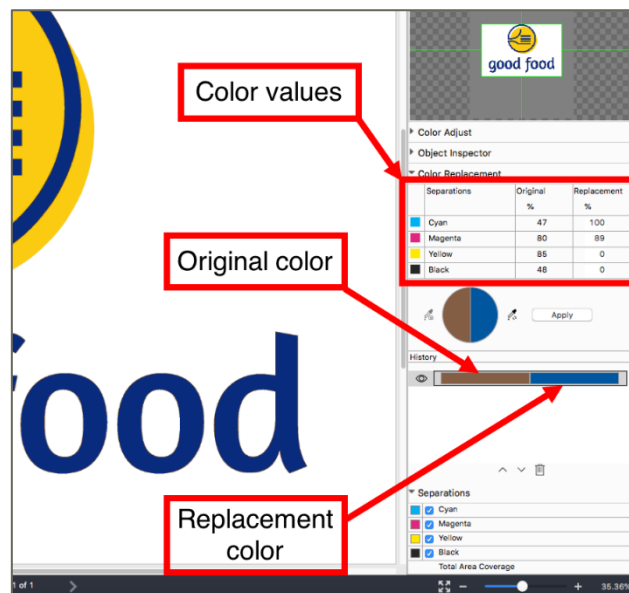 good food
Color values
Color Adjust
Object Inspector
Color Replacement
Separations Original Replacement
% %
Cyan 47 100
Magenta 80 89
Yellow 85 0
Black 48 0
Original color
Apply
History
food
Replacement
color
Separations
Cyan
Magenta
Yellow
Black
Total Area Coverage
1 of 1
35.36%